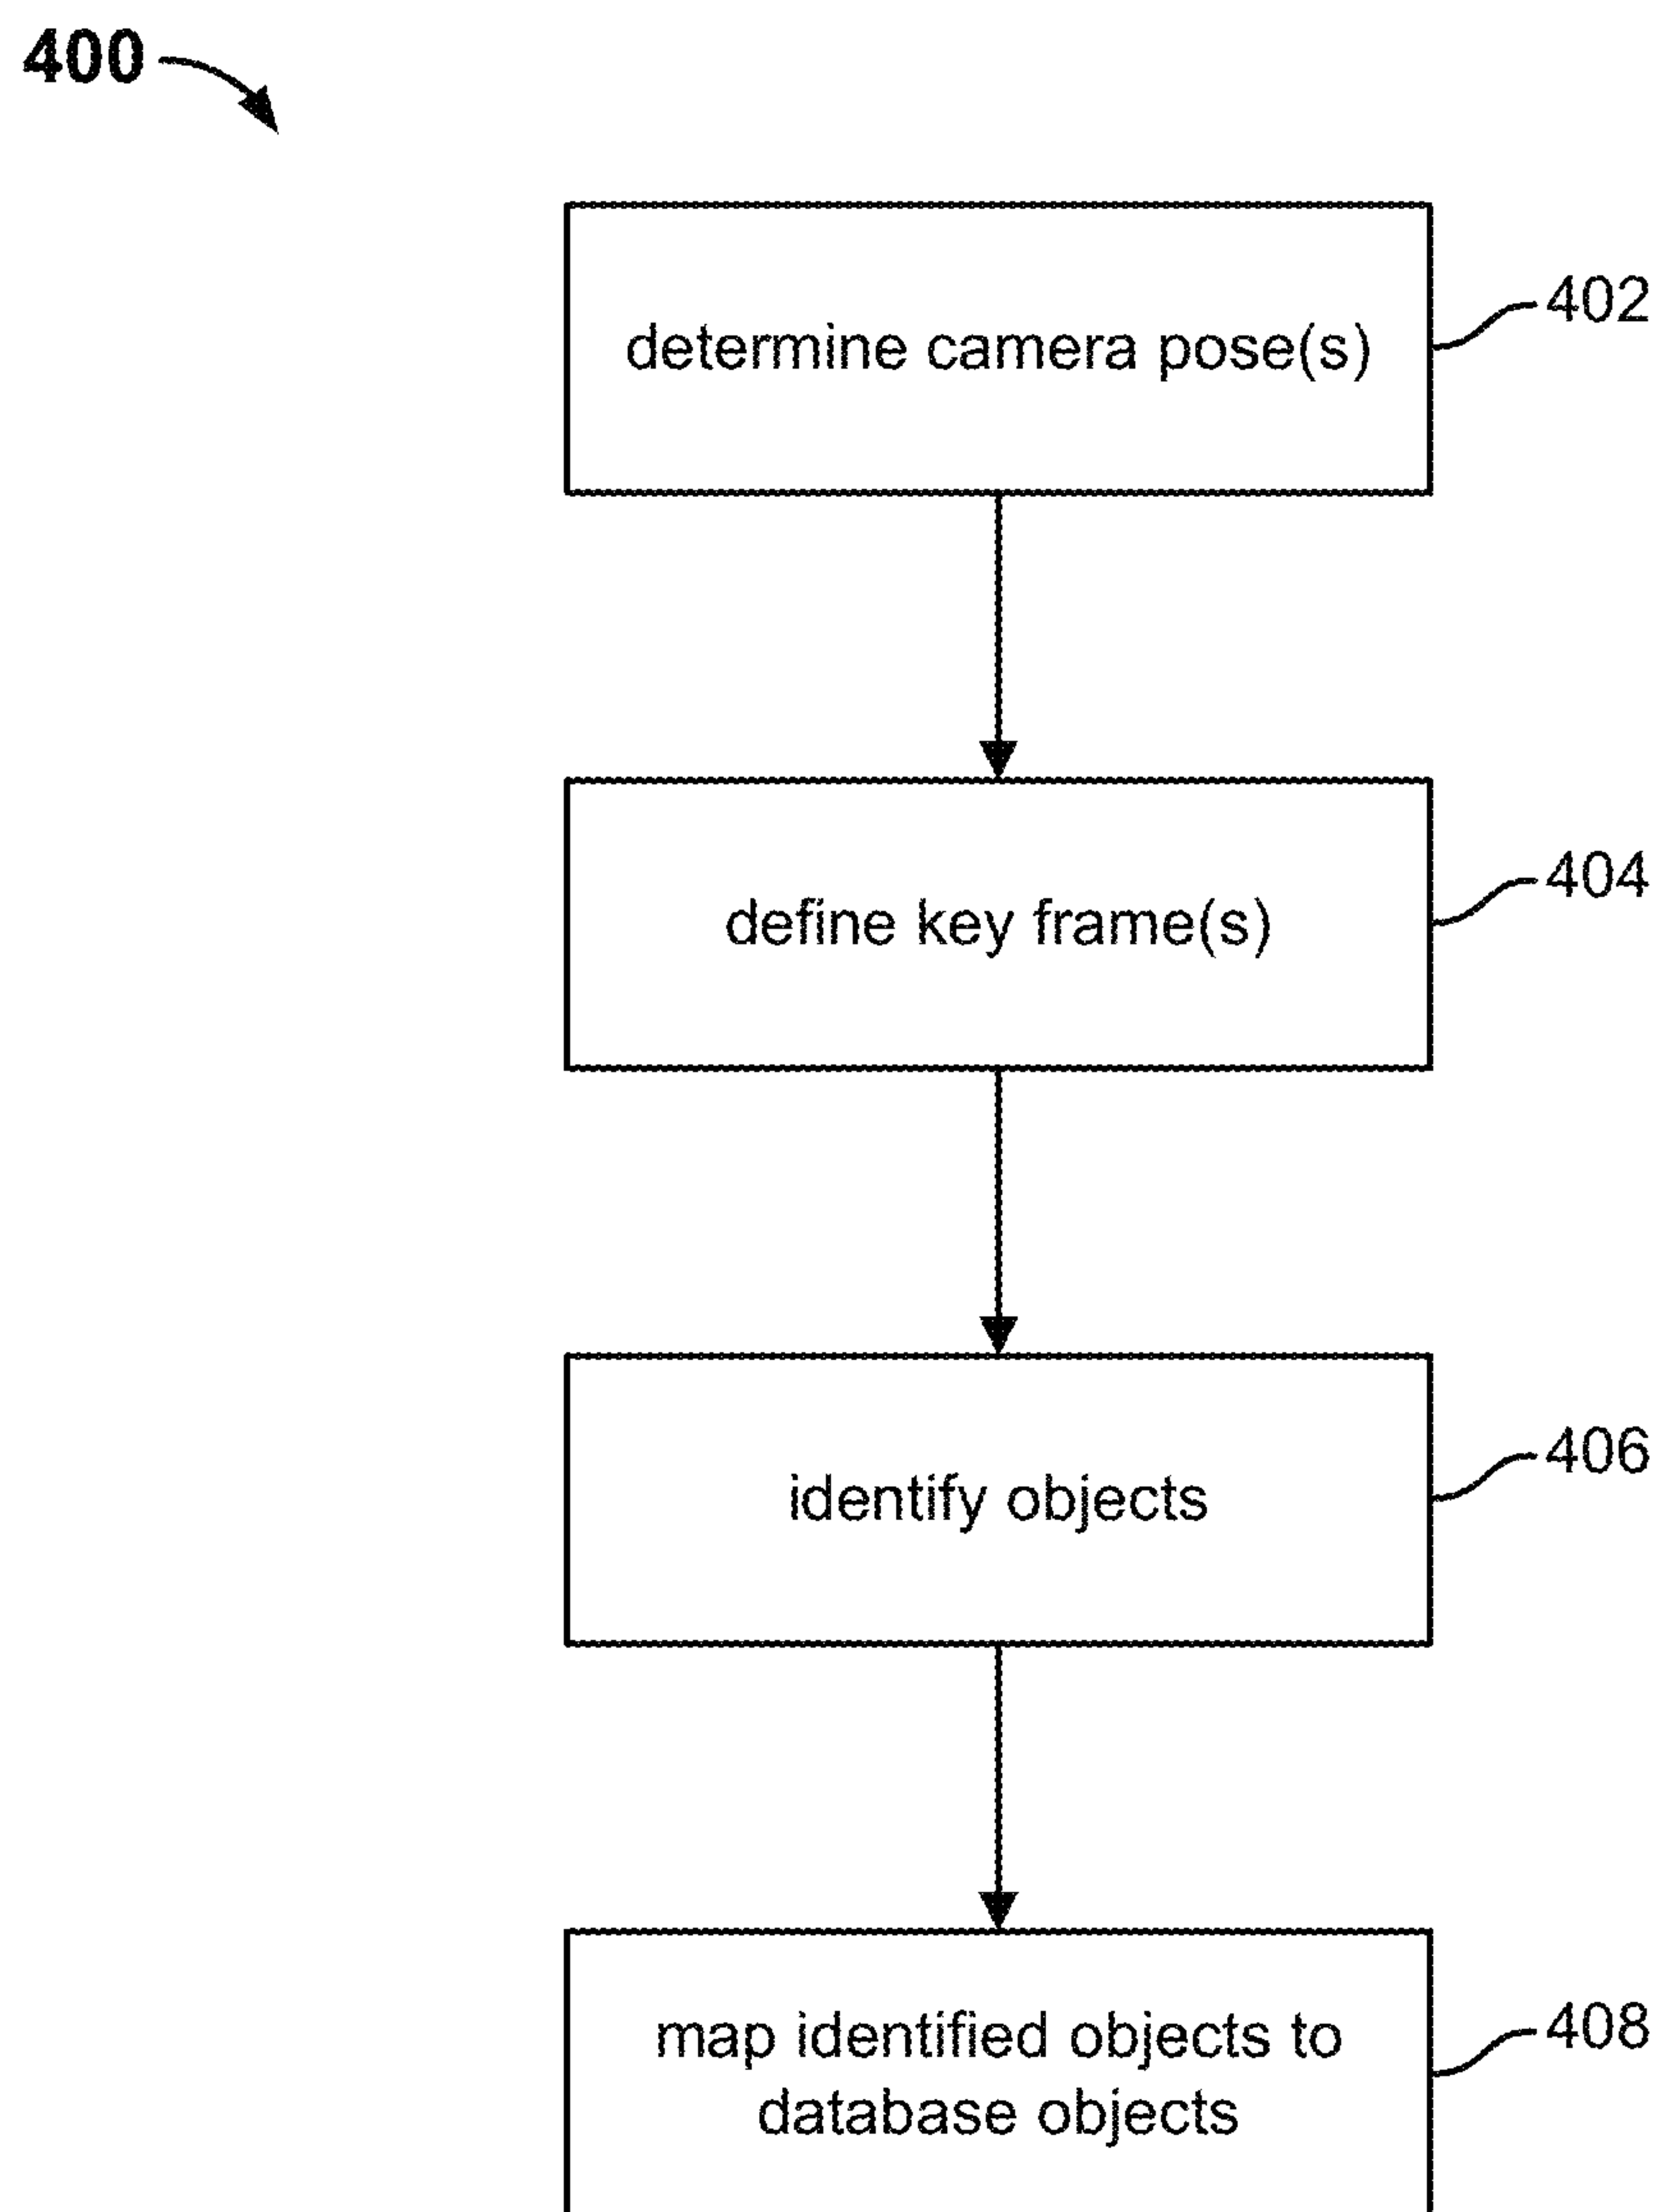 400
determine camera pose(s)
402
define key frame(s)
404
identify objects
406
map identified objects to
database objects
408